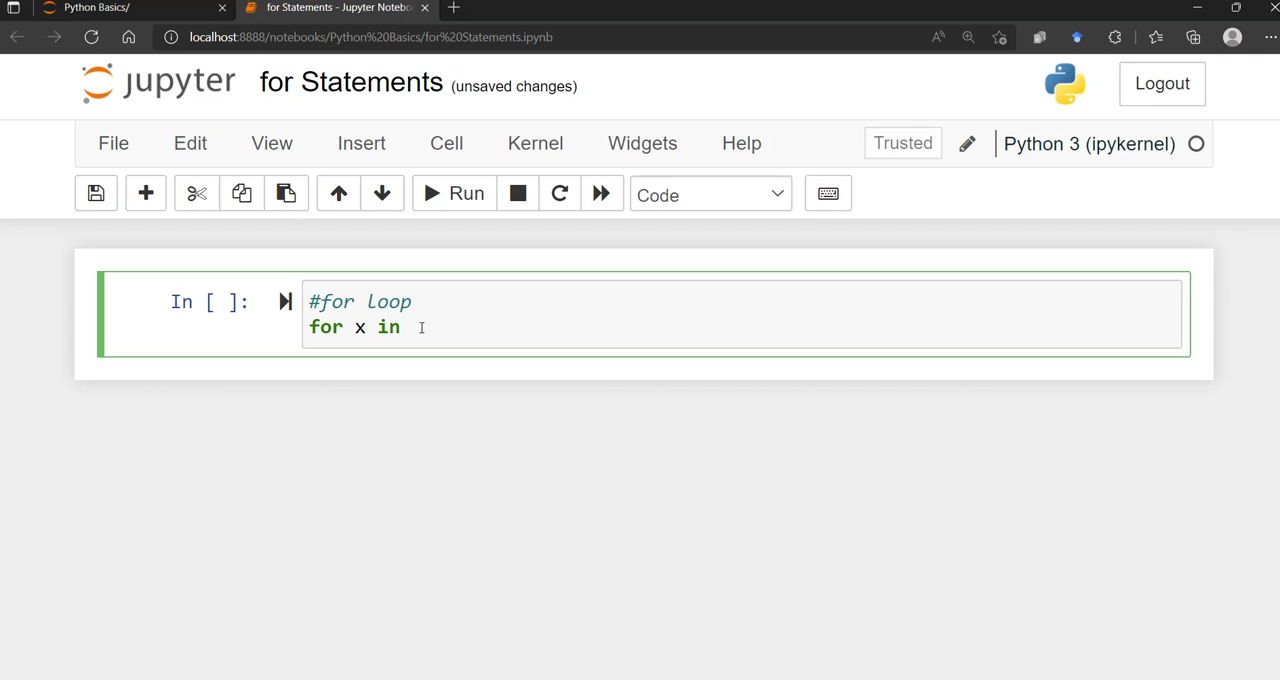 Python Basics/
for Statements - Jupyter Notebo
localhost:8888/notebooks/Python%20Basics/for%20Statements.ipynb
jupyter for Statements (unsaved changes) Logout
File Edit View Insert Cell Kernel Widgets Help Trusted Python 3 (ipykernel)
Run Code
In [ ]: #for loop
for x in